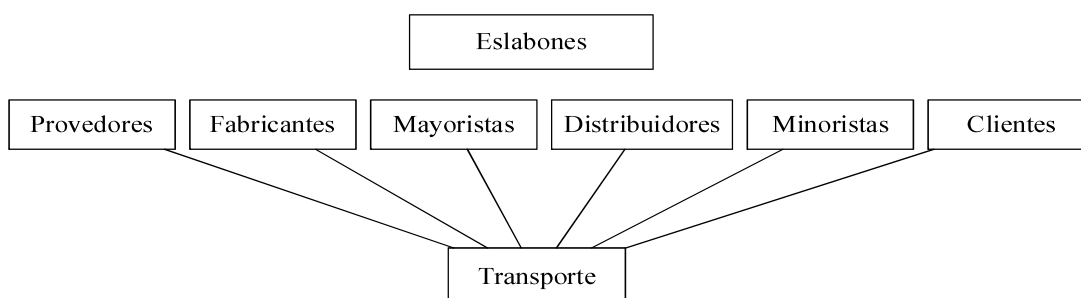 Eslabones
Provedores
Fabricantes
Mayoristas
Distribuidores
Minoristas
Clientes
Transporte